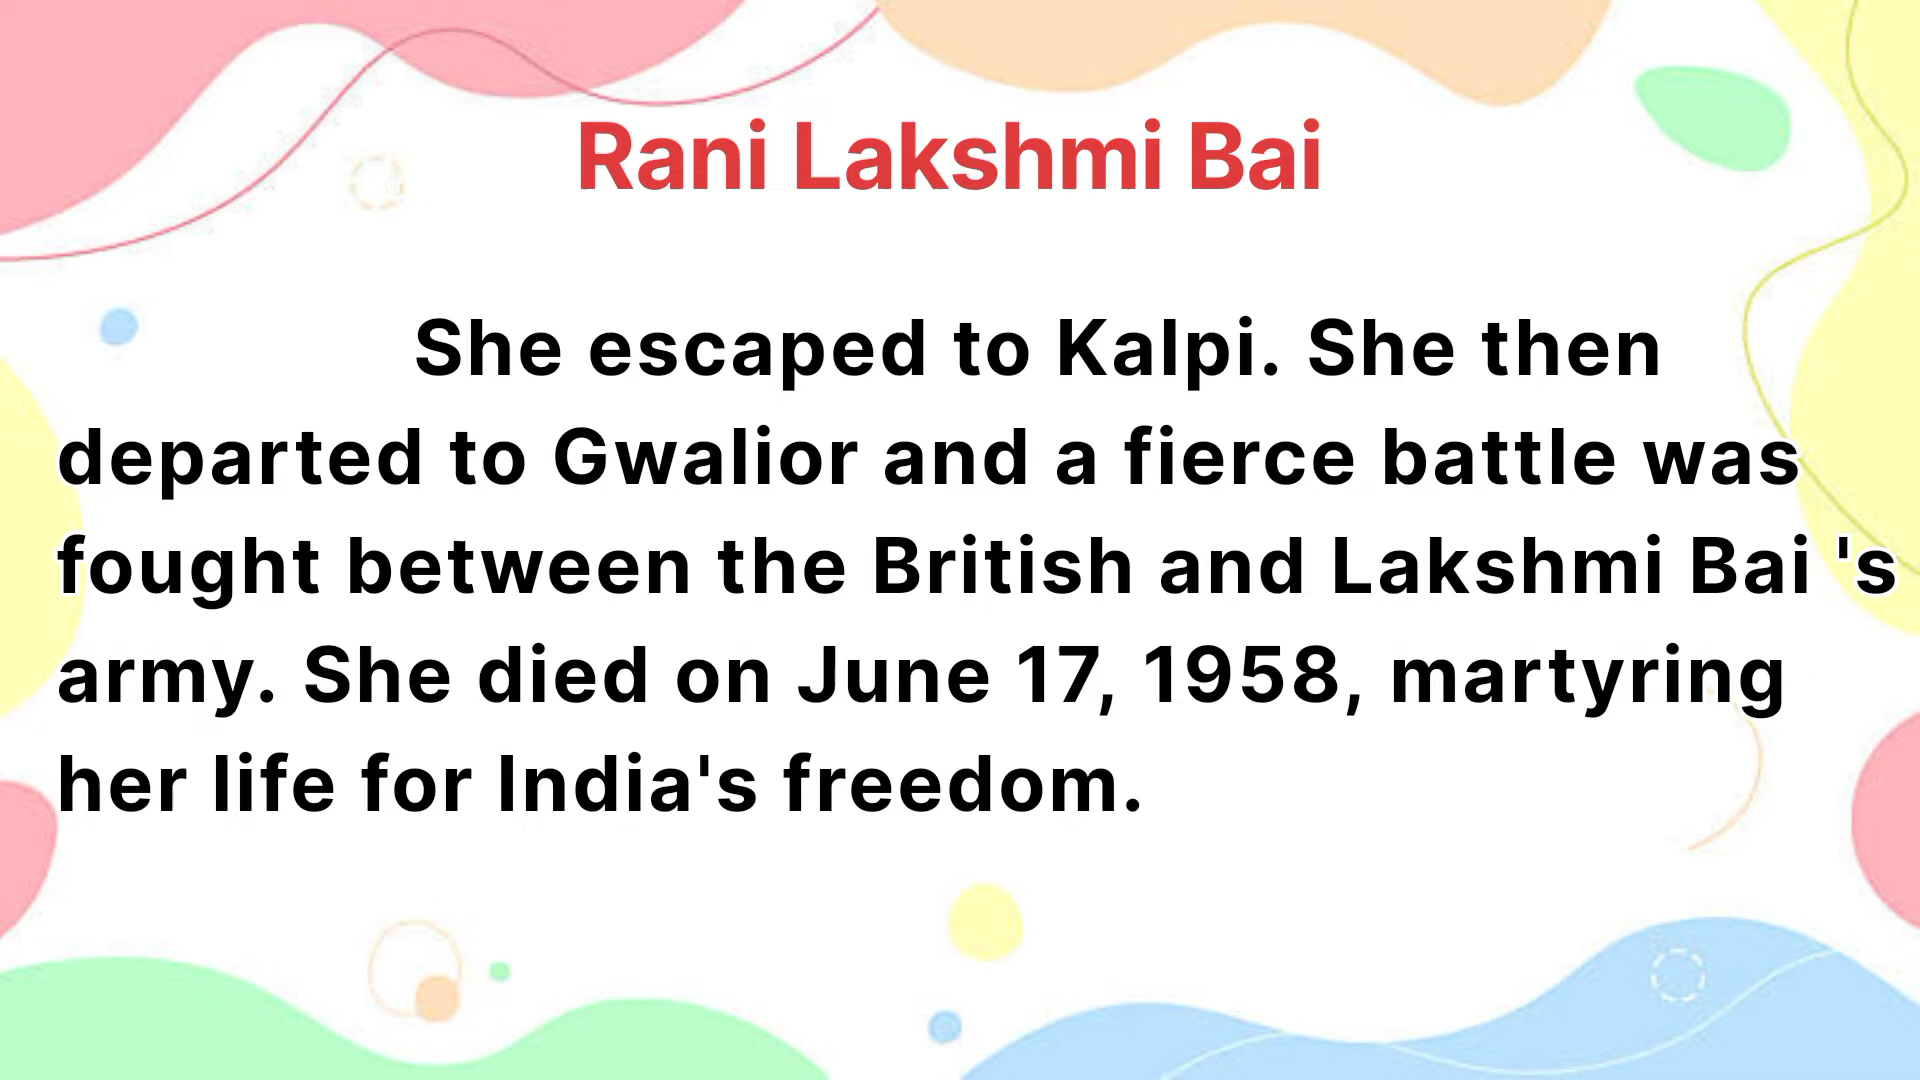 Rani Lakshmi Bai
She escaped to Kalpi. She then
departed to Gwalior and a fierce battle was
fought between the British and Lakshmi Bai 's
army. She died on June 17, 1958, martyring
her life for India's freedom.